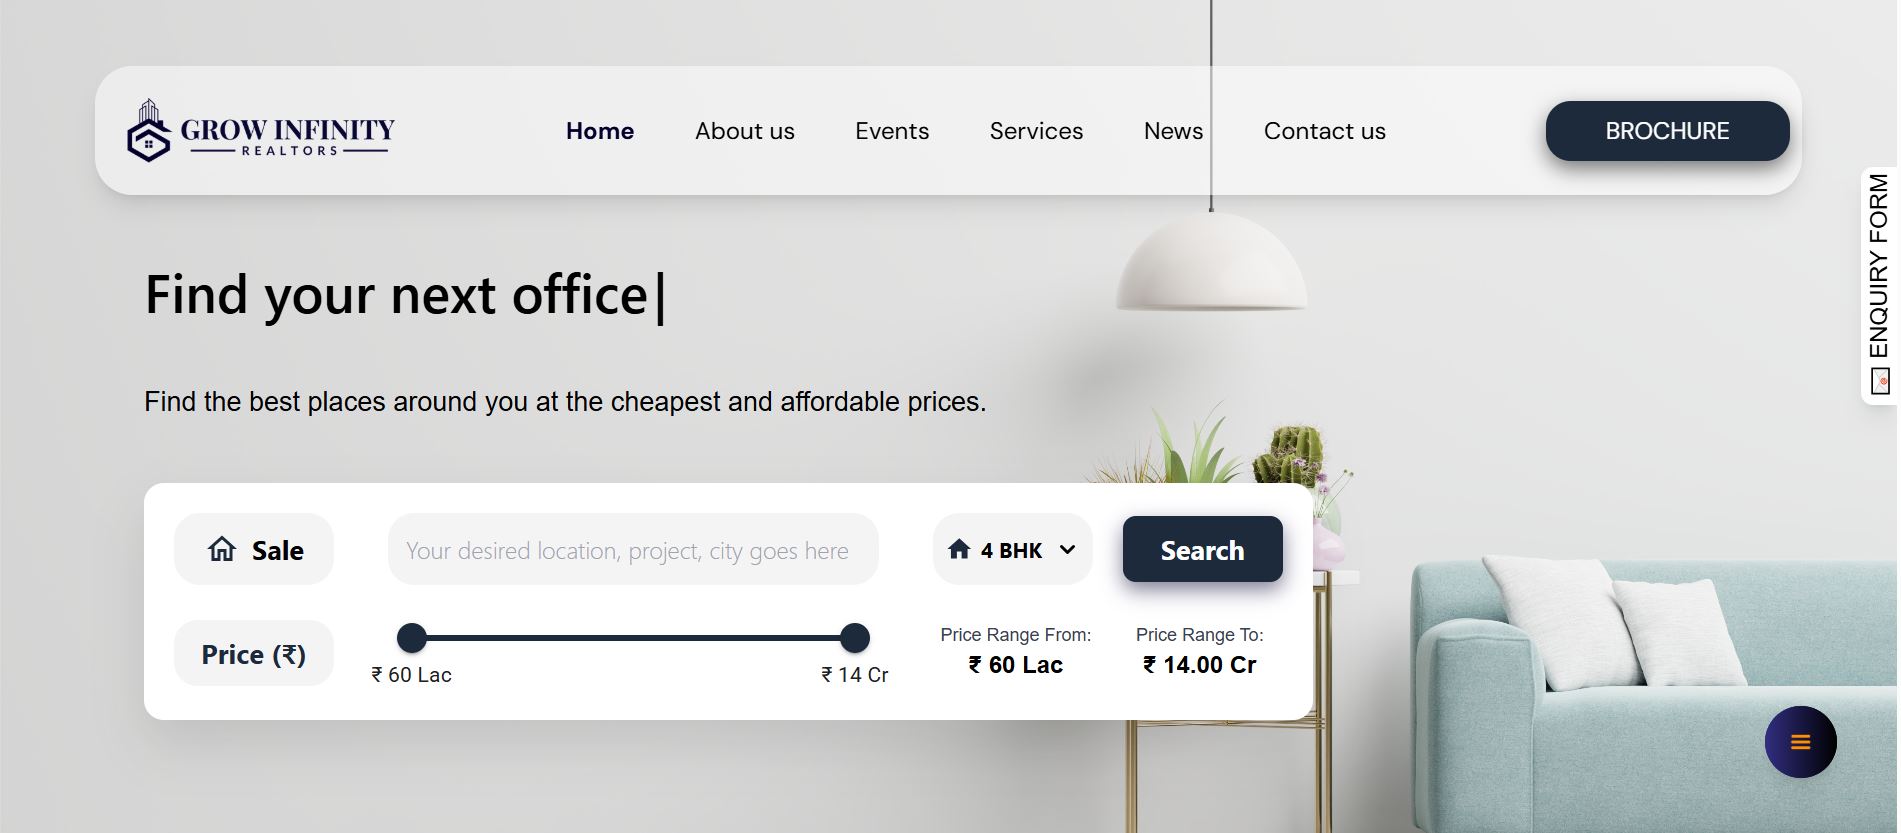 GROW INFINITY
REALTORS
Home
About us
Events
Services
News
Contact us
BROCHURE
ENQUIRY FORM
Find your next office|
Find the best places around you at the cheapest and affordable prices.
Sale
Your desired location, project, city goes here
4 BHK
Search
Price (₹)
₹ 60 Lac
₹ 14 Cr
Price Range From:
₹ 60 Lac
Price Range To:
₹ 14.00 Cr